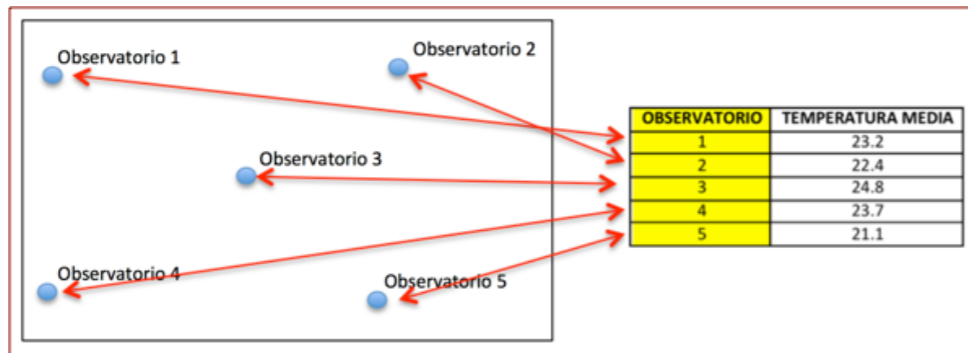 Observatorio 1
Observatorio 2
Observatorio 3
Observatorio 4
Observatorio 5
OBSERVATORIO TEMPERATURA MEDIA
1 23.2
2 22.4
3 24.8
4 23.7
5 21.1